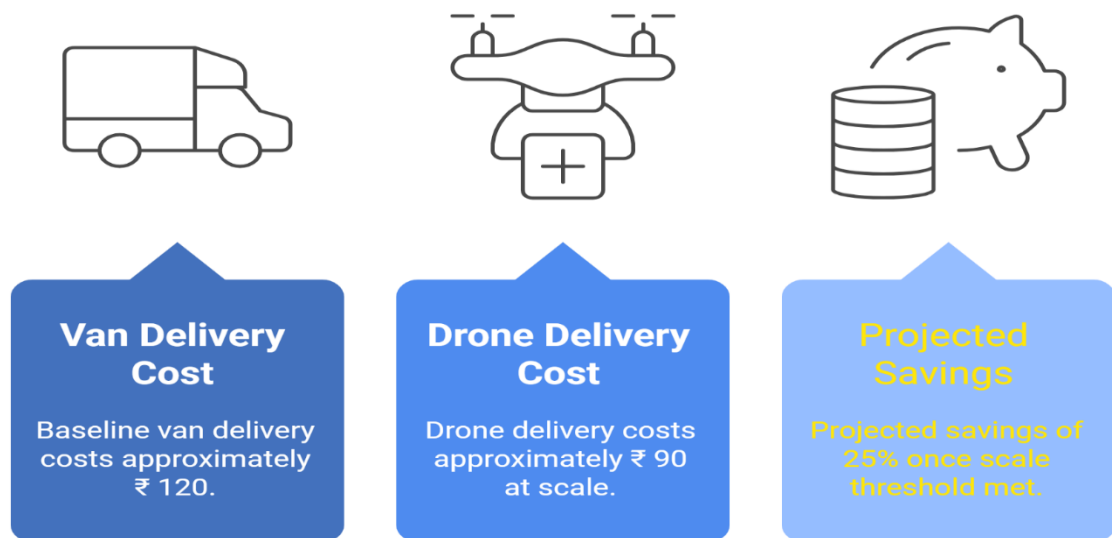 Van Delivery
Cost
Baseline van delivery
costs approximately
₹ 120.
Drone Delivery
Cost
Drone delivery costs
approximately ₹ 90
at scale.
Projected
Savings
Projected savings of
25% once scale
threshold met.